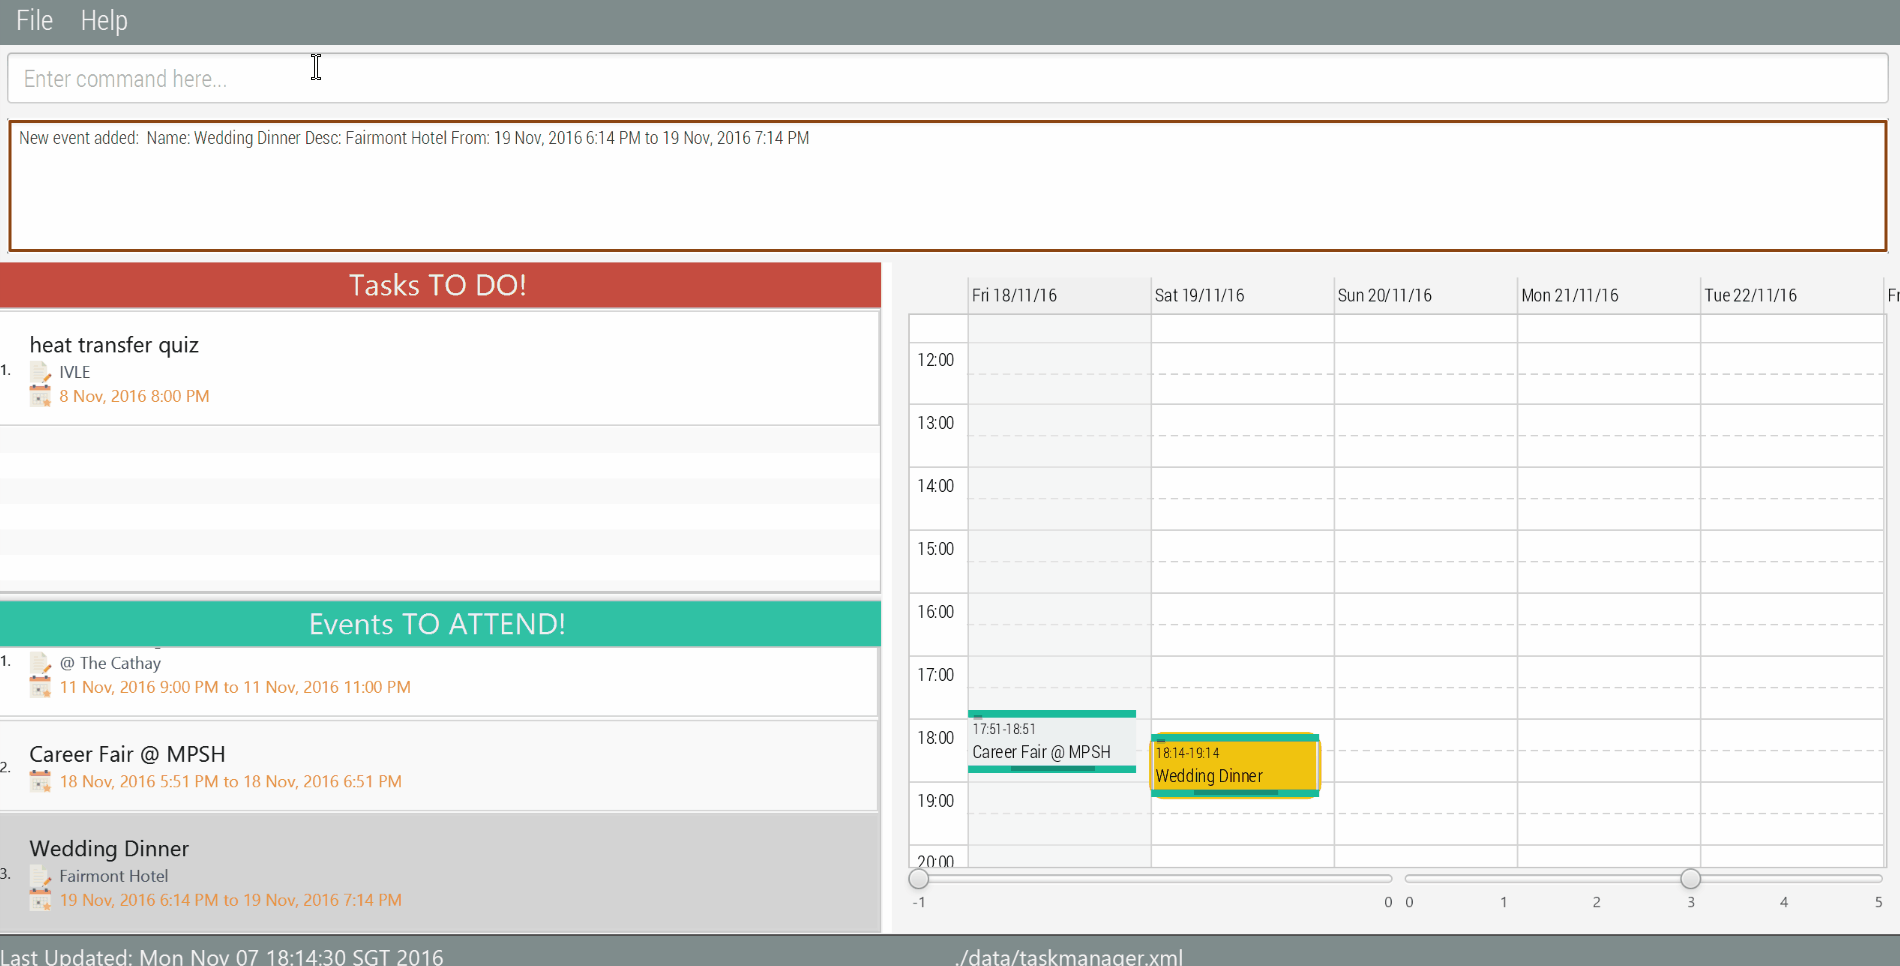 File Help
Enter command here...
New event added:  Name: Wedding Dinner Desc: Fairmont Hotel From: 19 Nov, 2016 6:14 PM to 19 Nov, 2016 7:14 PM
Tasks TO DO!
1.
heat transfer quiz
IVLE
8 Nov, 2016 8:00 PM
Events TO ATTEND!
1.
@ The Cathay
11 Nov, 2016 9:00 PM to 11 Nov, 2016 11:00 PM
2.
Career Fair @ MPSH
18 Nov, 2016 5:51 PM to 18 Nov, 2016 6:51 PM
3.
Wedding Dinner
Fairmont Hotel
19 Nov, 2016 6:14 PM to 19 Nov, 2016 7:14 PM
Fri 18/11/16 Sat 19/11/16 Sun 20/11/16 Mon 21/11/16 Tue 22/11/16
12:00
13:00
14:00
15:00
16:00
17:00
18:00
19:00
20:00
17:51-18:51
Career Fair @ MPSH
18:14-19:14
Wedding Dinner
-1 0 0 1 2 3 4 5
Last Updated: Mon Nov 07 18:14:30 SGT 2016 ./data/taskmanager.xml